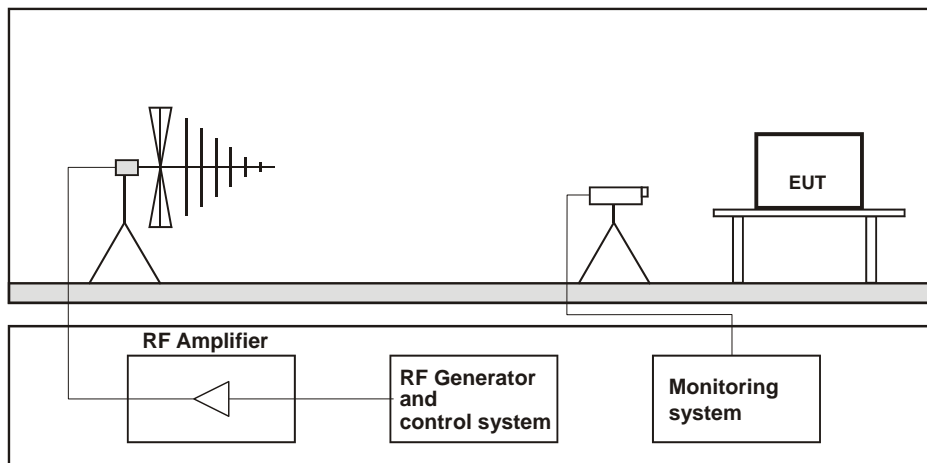 EUT
RF Amplifier
RF Generator
and
control system
Monitoring
system